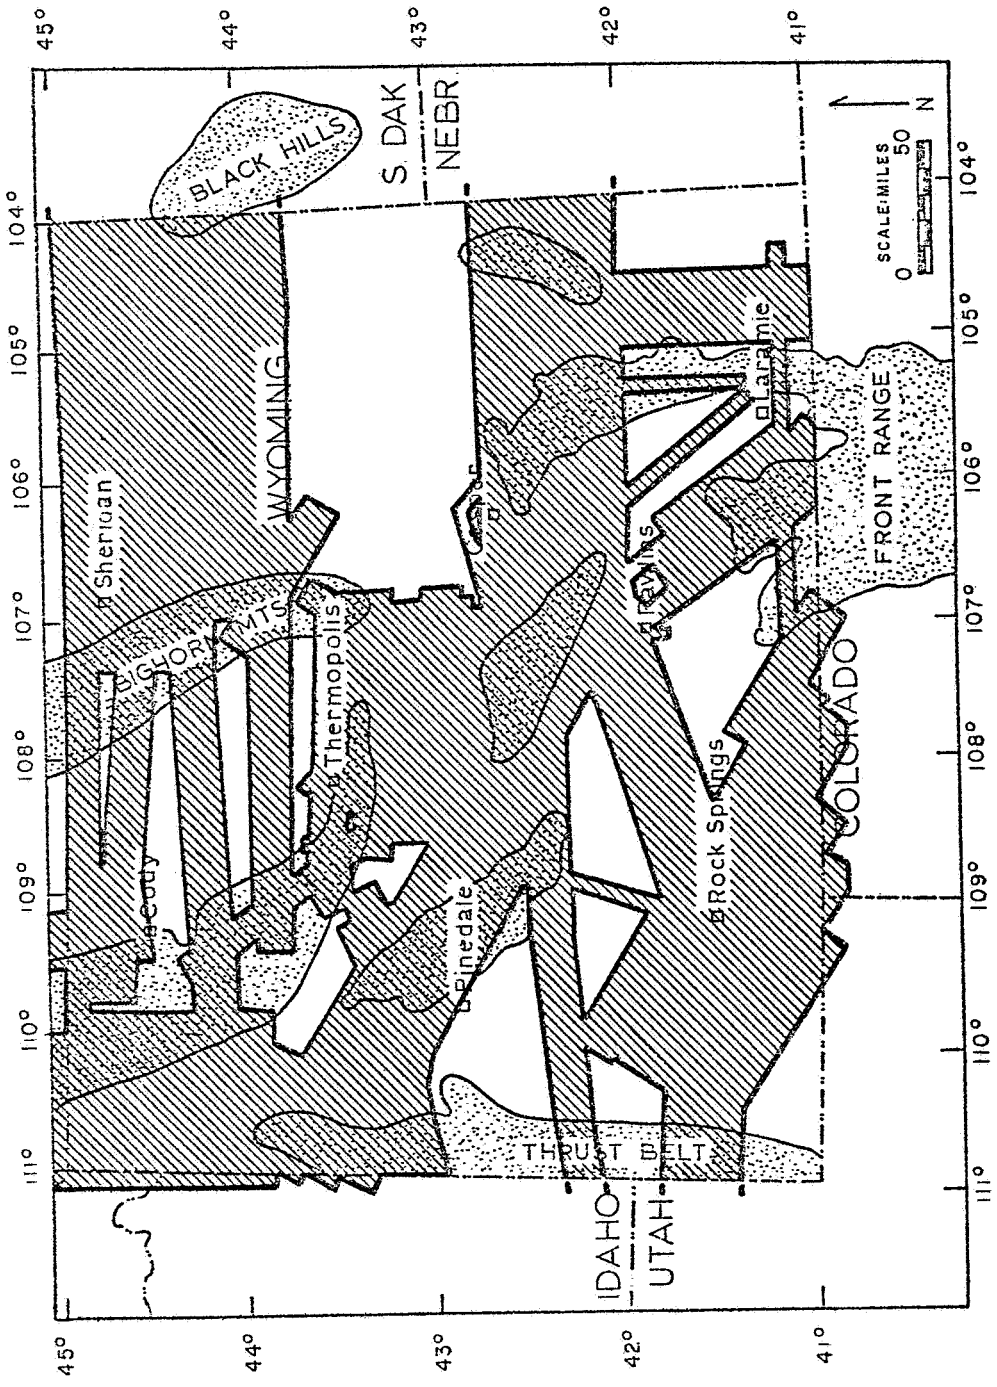 45°
44°
43°
42°
41°
104°
105°
106°
107°
108°
109°
110°
111°
BLACK HILLS
S. DAK
NEBR
WYOMING
Sheridan
BIGHORN MTS
Thermopolis
Cody
Pinedale
Rawlins
Laramie
Rock Springs
THRUST BELT
FRONT RANGE
COLORADO
IDAHO
UTAH
SCALE: MILES
0 50
N
104°
105°
106°
107°
108°
109°
110°
111°
45°
44°
43°
42°
41°